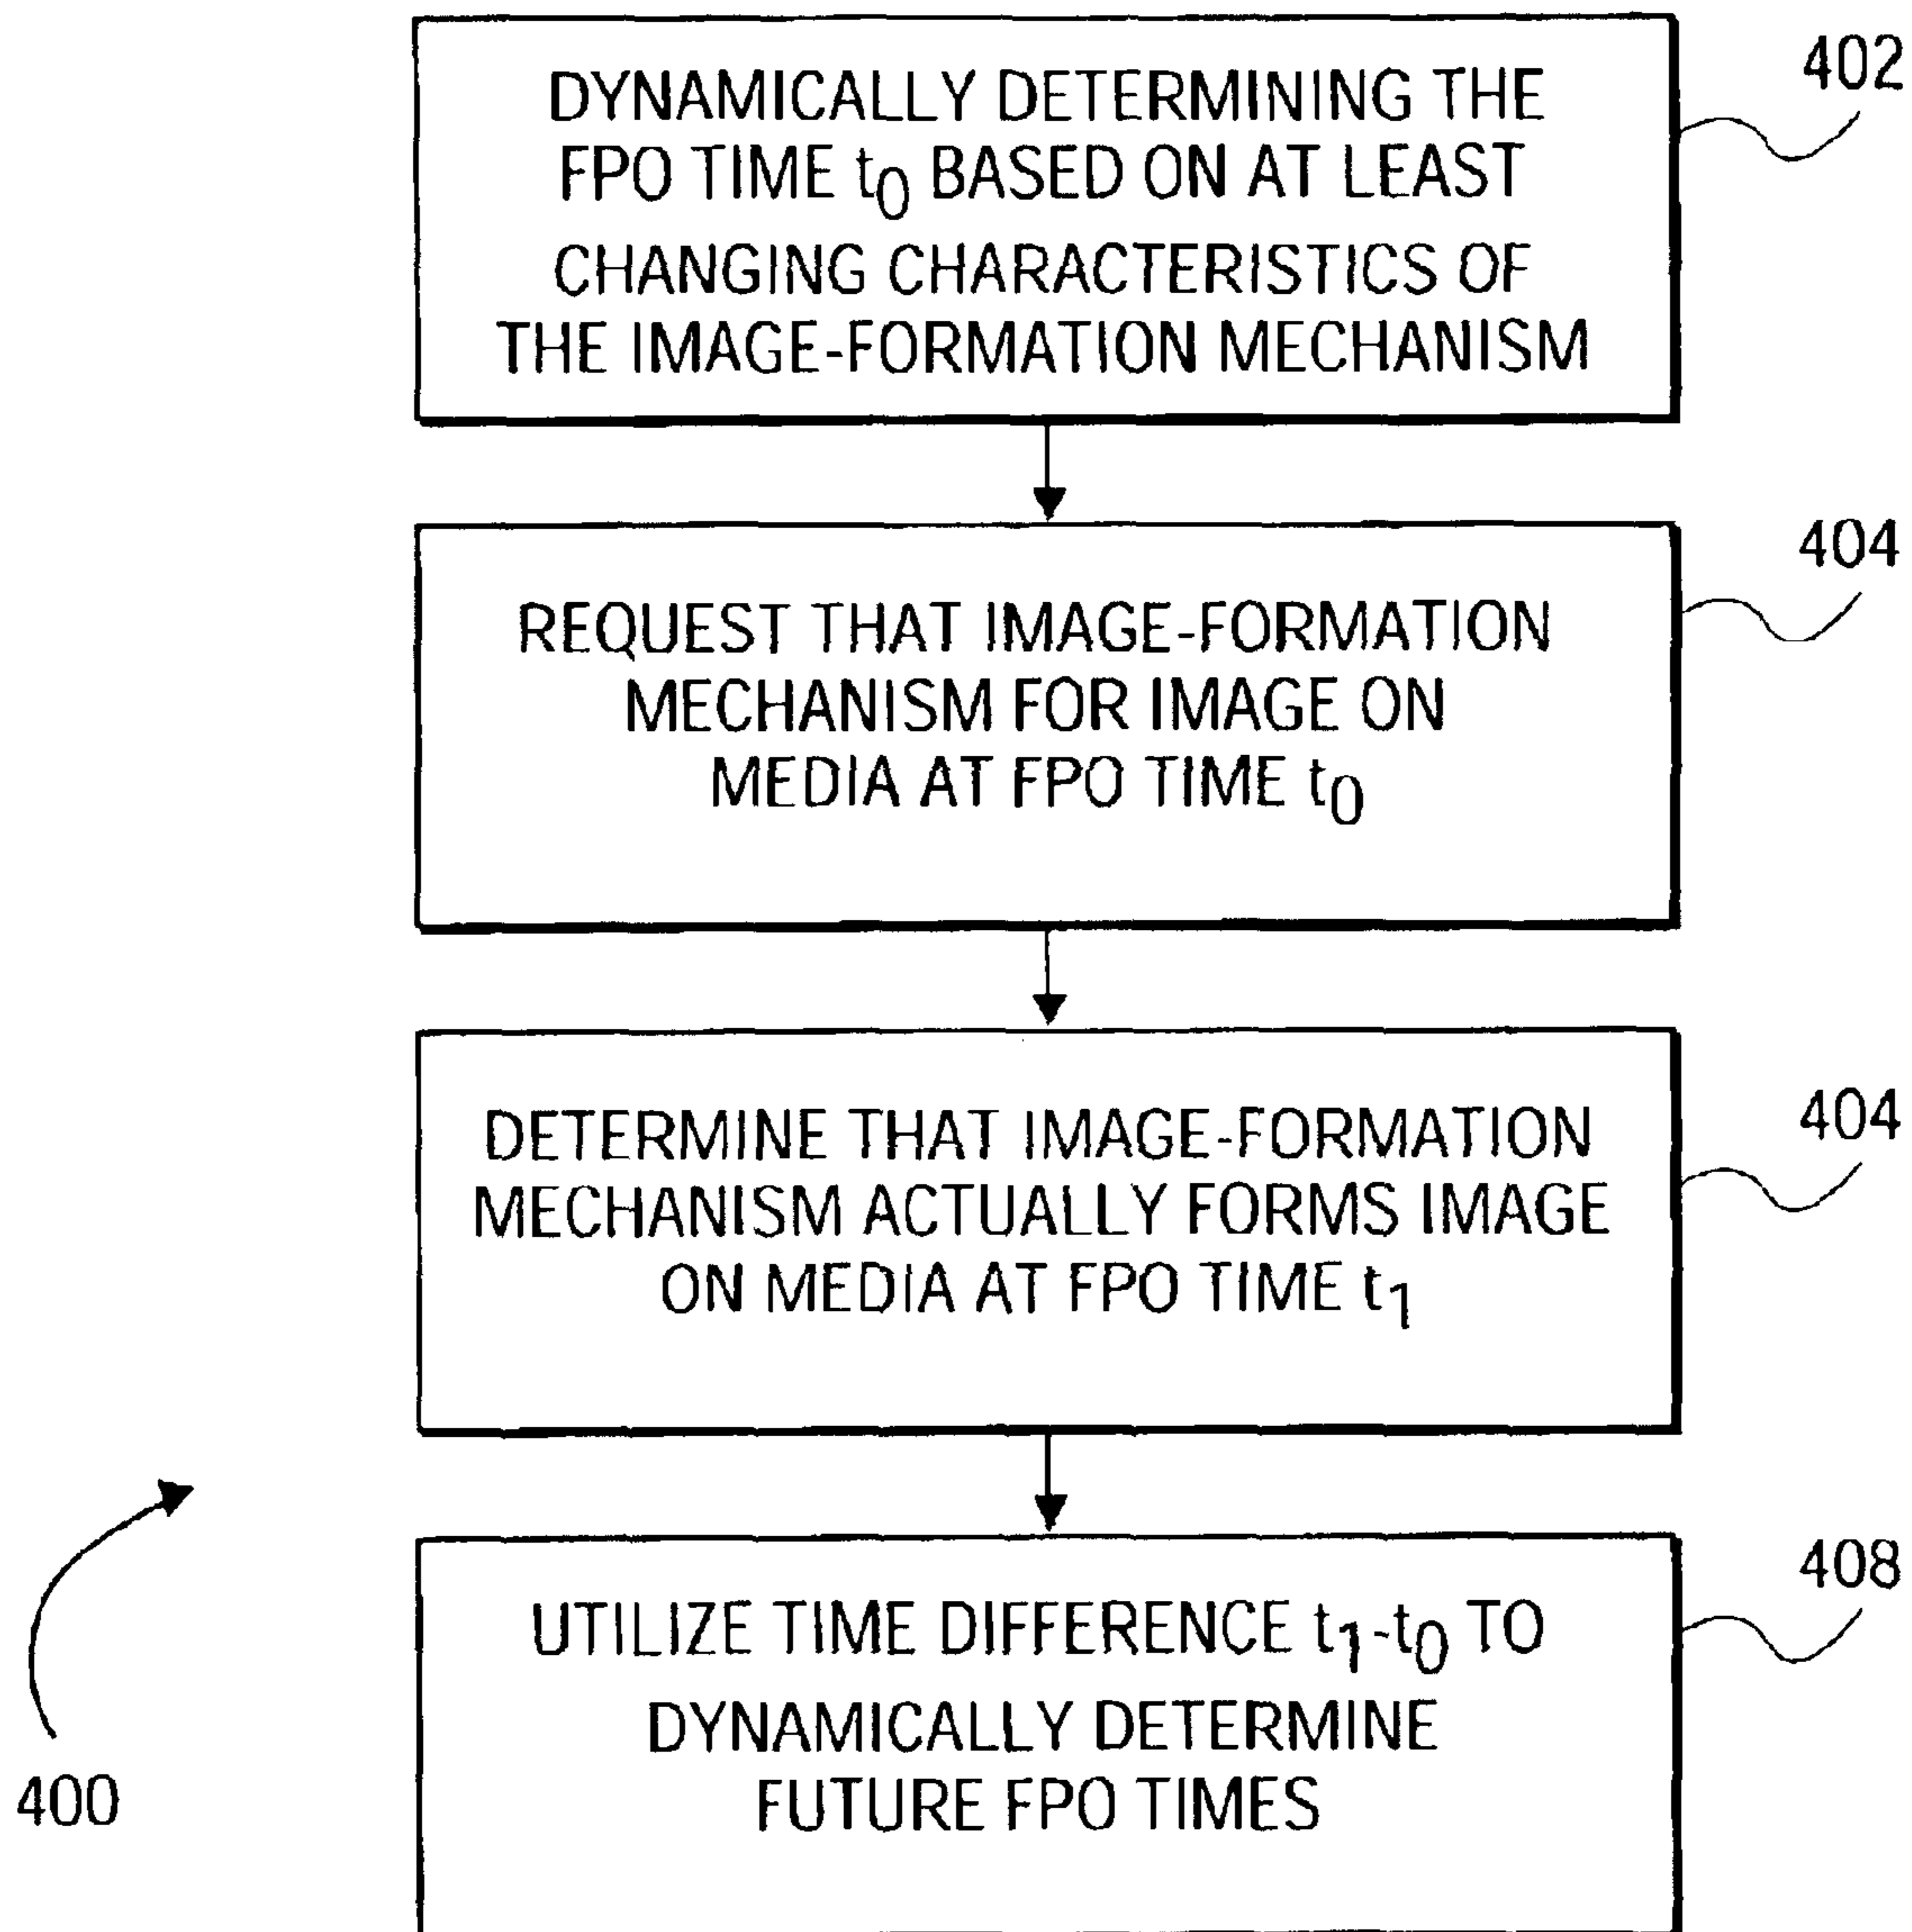 DYNAMICALLY DETERMINING THE
FPO TIME t0 BASED ON AT LEAST
CHANGING CHARACTERISTICS OF
THE IMAGE-FORMATION MECHANISM
402
REQUEST THAT IMAGE-FORMATION
MECHANISM FOR IMAGE ON
MEDIA AT FPO TIME t0
404
DETERMINE THAT IMAGE-FORMATION
MECHANISM ACTUALLY FORMS IMAGE
ON MEDIA AT FPO TIME t1
404
UTILIZE TIME DIFFERENCE t1-t0 TO
DYNAMICALLY DETERMINE
FUTURE FPO TIMES
408
400